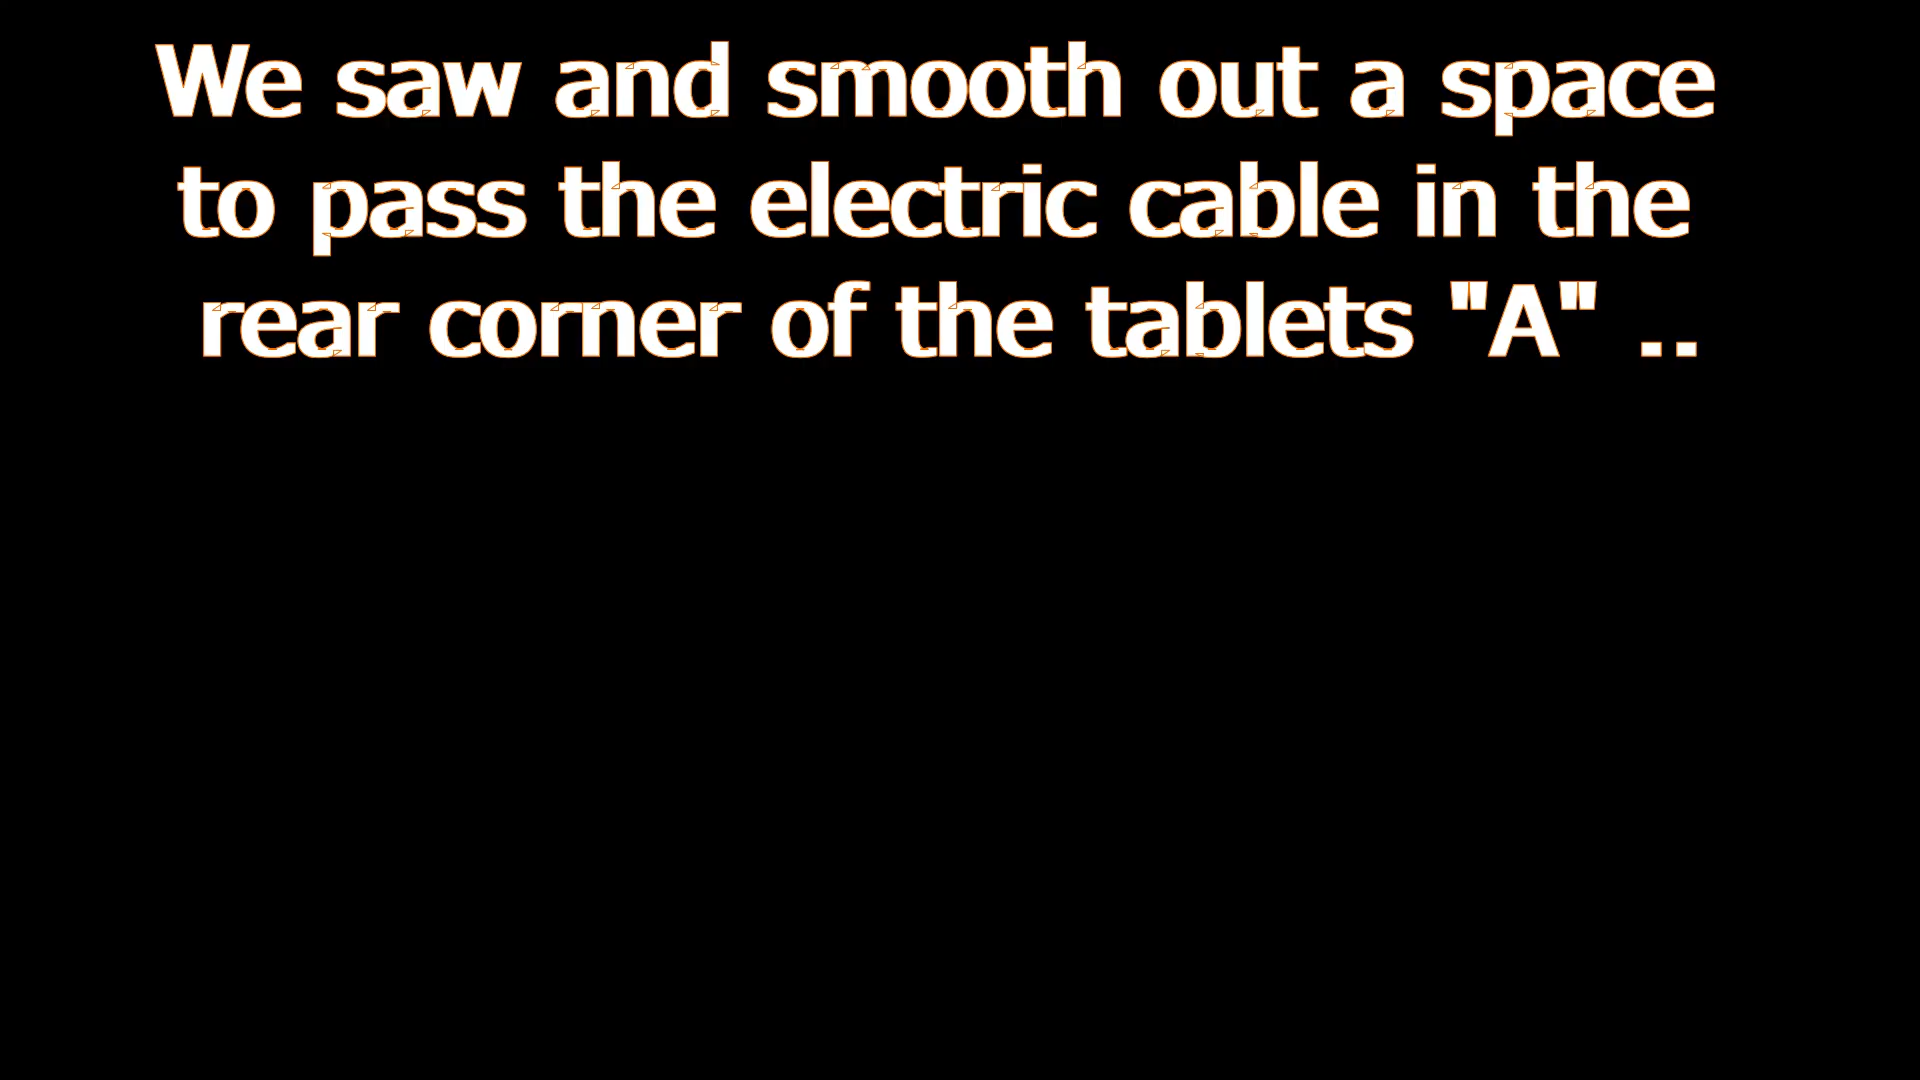 We saw and smooth out a space
to pass the electric cable in the
rear corner of the tablets "A" ..